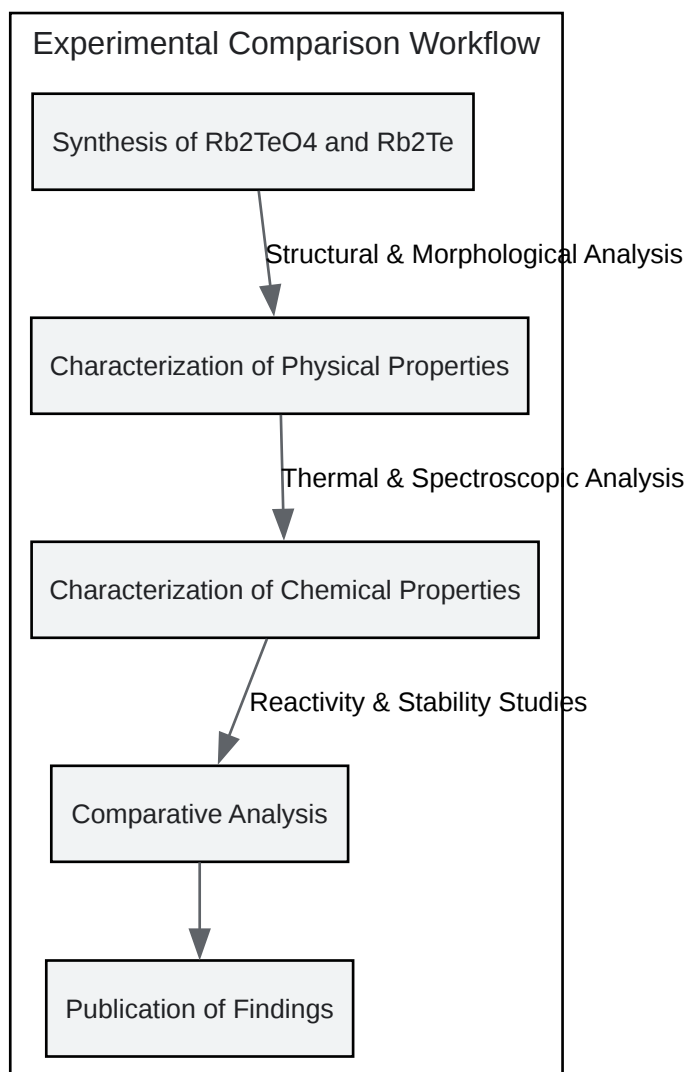 Experimental Comparison Workflow
Synthesis of Rb2TeO4 and Rb2Te
Structural & Morphological Analysis
Characterization of Physical Properties
Thermal & Spectroscopic Analysis
Characterization of Chemical Properties
Reactivity & Stability Studies
Comparative Analysis
Publication of Findings